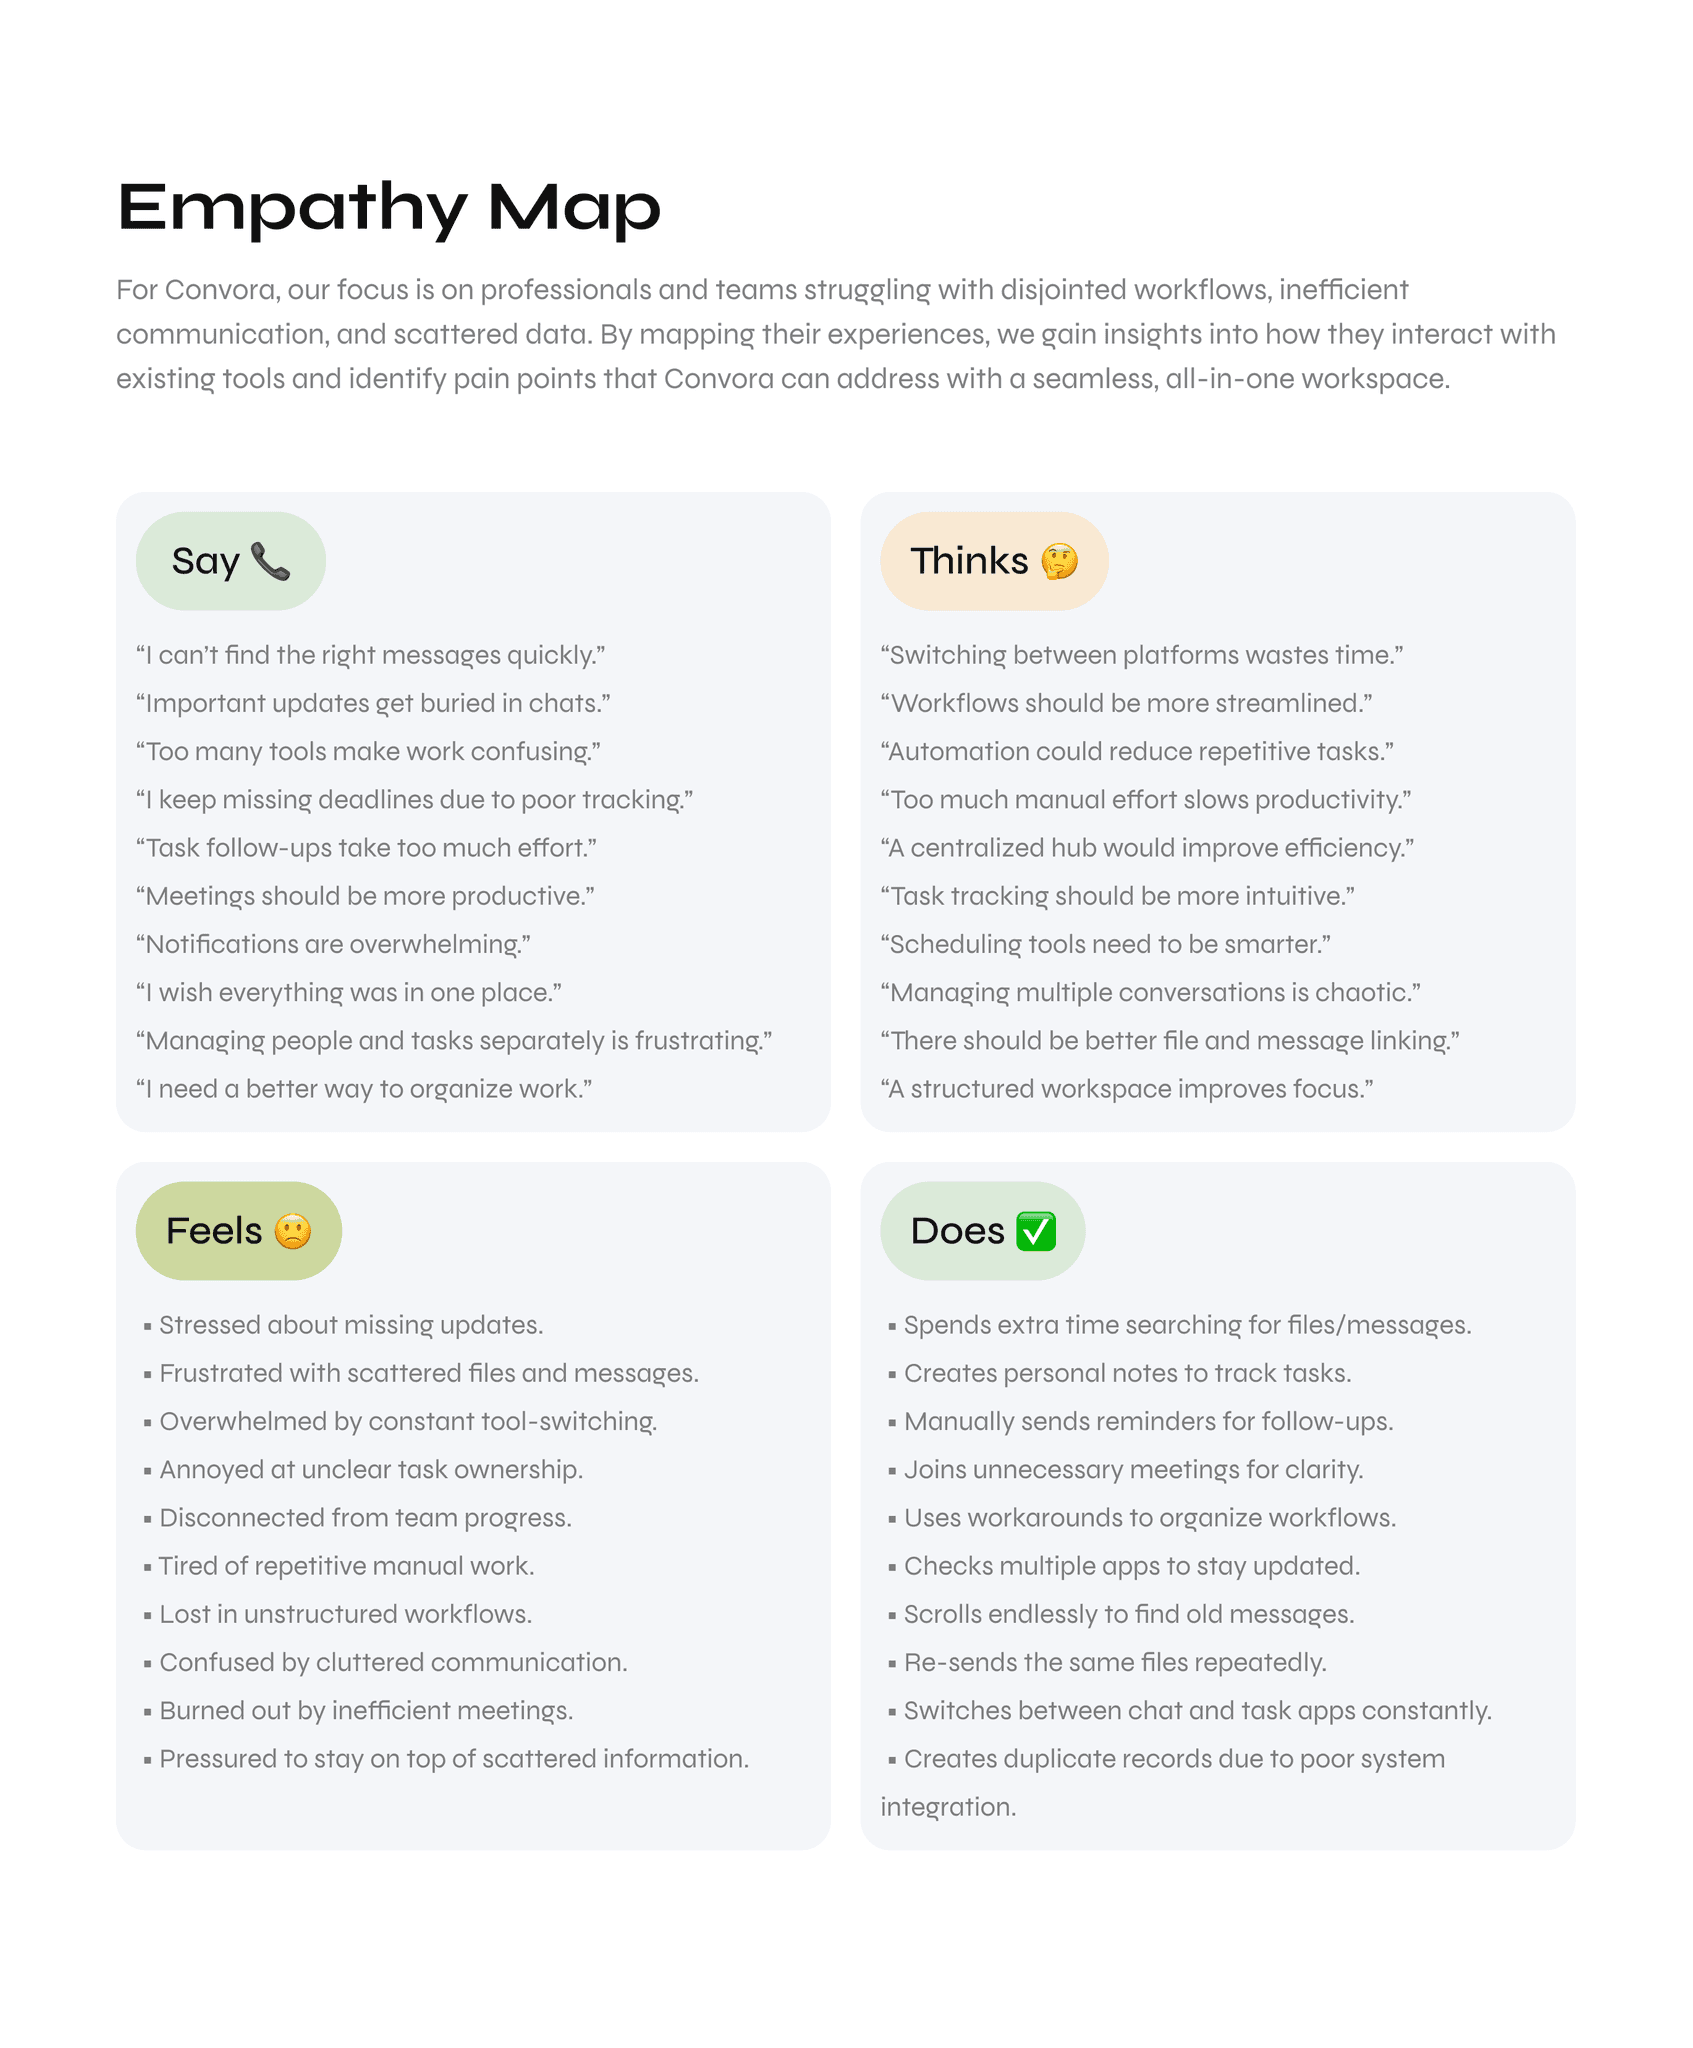 Empathy Map
For Convora, our focus is on professionals and teams struggling with disjointed workflows, inefficient
communication, and scattered data. By mapping their experiences, we gain insights into how they interact with
existing tools and identify pain points that Convora can address with a seamless, all-in-one workspace.
Say 📞
“I can’t find the right messages quickly.”
“Important updates get buried in chats.”
“Too many tools make work confusing.”
“I keep missing deadlines due to poor tracking.”
“Task follow-ups take too much effort.”
“Meetings should be more productive.”
“Notifications are overwhelming.”
“I wish everything was in one place.”
“Managing people and tasks separately is frustrating.”
“I need a better way to organize work.”
Thinks 🤔
“Switching between platforms wastes time.”
“Workflows should be more streamlined.”
“Automation could reduce repetitive tasks.”
“Too much manual effort slows productivity.”
“A centralized hub would improve efficiency.”
“Task tracking should be more intuitive.”
“Scheduling tools need to be smarter.”
“Managing multiple conversations is chaotic.”
“There should be better file and message linking.”
“A structured workspace improves focus.”
Feels 🙁
▪ Stressed about missing updates.
▪ Frustrated with scattered files and messages.
▪ Overwhelmed by constant tool-switching.
▪ Annoyed at unclear task ownership.
▪ Disconnected from team progress.
▪ Tired of repetitive manual work.
▪ Lost in unstructured workflows.
▪ Confused by cluttered communication.
▪ Burned out by inefficient meetings.
▪ Pressured to stay on top of scattered information.
Does ✅
▪ Spends extra time searching for files/messages.
▪ Creates personal notes to track tasks.
▪ Manually sends reminders for follow-ups.
▪ Joins unnecessary meetings for clarity.
▪ Uses workarounds to organize workflows.
▪ Checks multiple apps to stay updated.
▪ Scrolls endlessly to find old messages.
▪ Re-sends the same files repeatedly.
▪ Switches between chat and task apps constantly.
▪ Creates duplicate records due to poor system
integration.